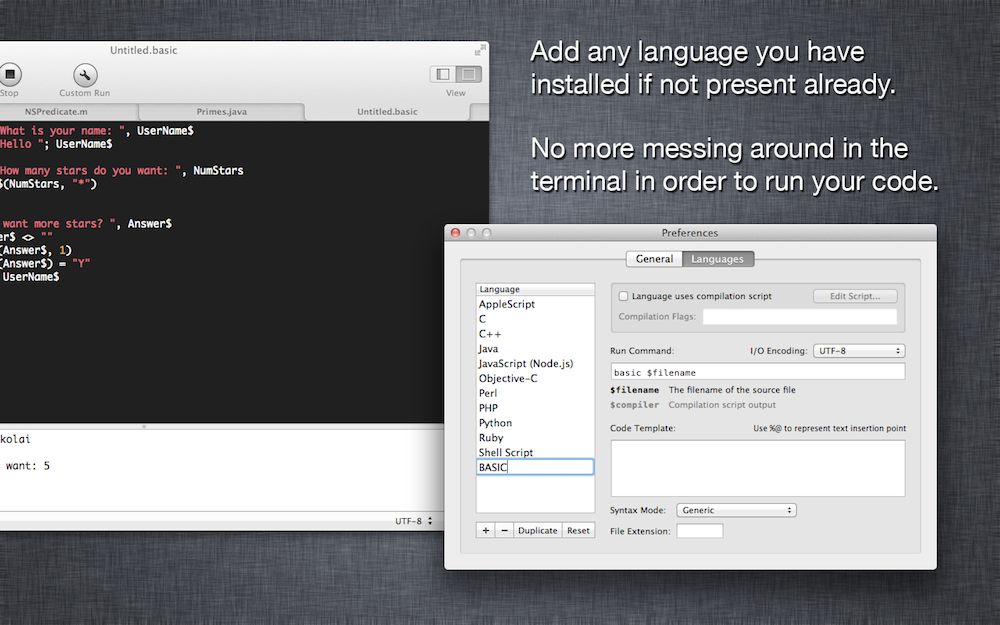 Untitled.basic
Stop
Custom Run
View
NSPredicate.m
Primes.java
Untitled.basic
What is your name: ", UserName$
Hello "; UserName$
How many stars do you want: ", NumStars
$(NumStars, "*")
want more stars? ", Answer$
er$ <> ""
(Answer$, 1)
(Answer$) = "Y"
UserName$
kolai
want: 5
UTF-8
Add any language you have
installed if not present already.
No more messing around in the
terminal in order to run your code.
Preferences
General
Languages
Language
AppleScript
C
C++
Java
JavaScript (Node.js)
Objective-C
Perl
PHP
Python
Ruby
Shell Script
BASIC
+
−
Duplicate
Reset
Language uses compilation script
Edit Script...
Compilation Flags:
Run Command:
I/O Encoding:
UTF-8
basic $filename
$filename The filename of the source file
$compiler Compilation script output
Code Template:
Use %@ to represent text insertion point
Syntax Mode:
Generic
File Extension: